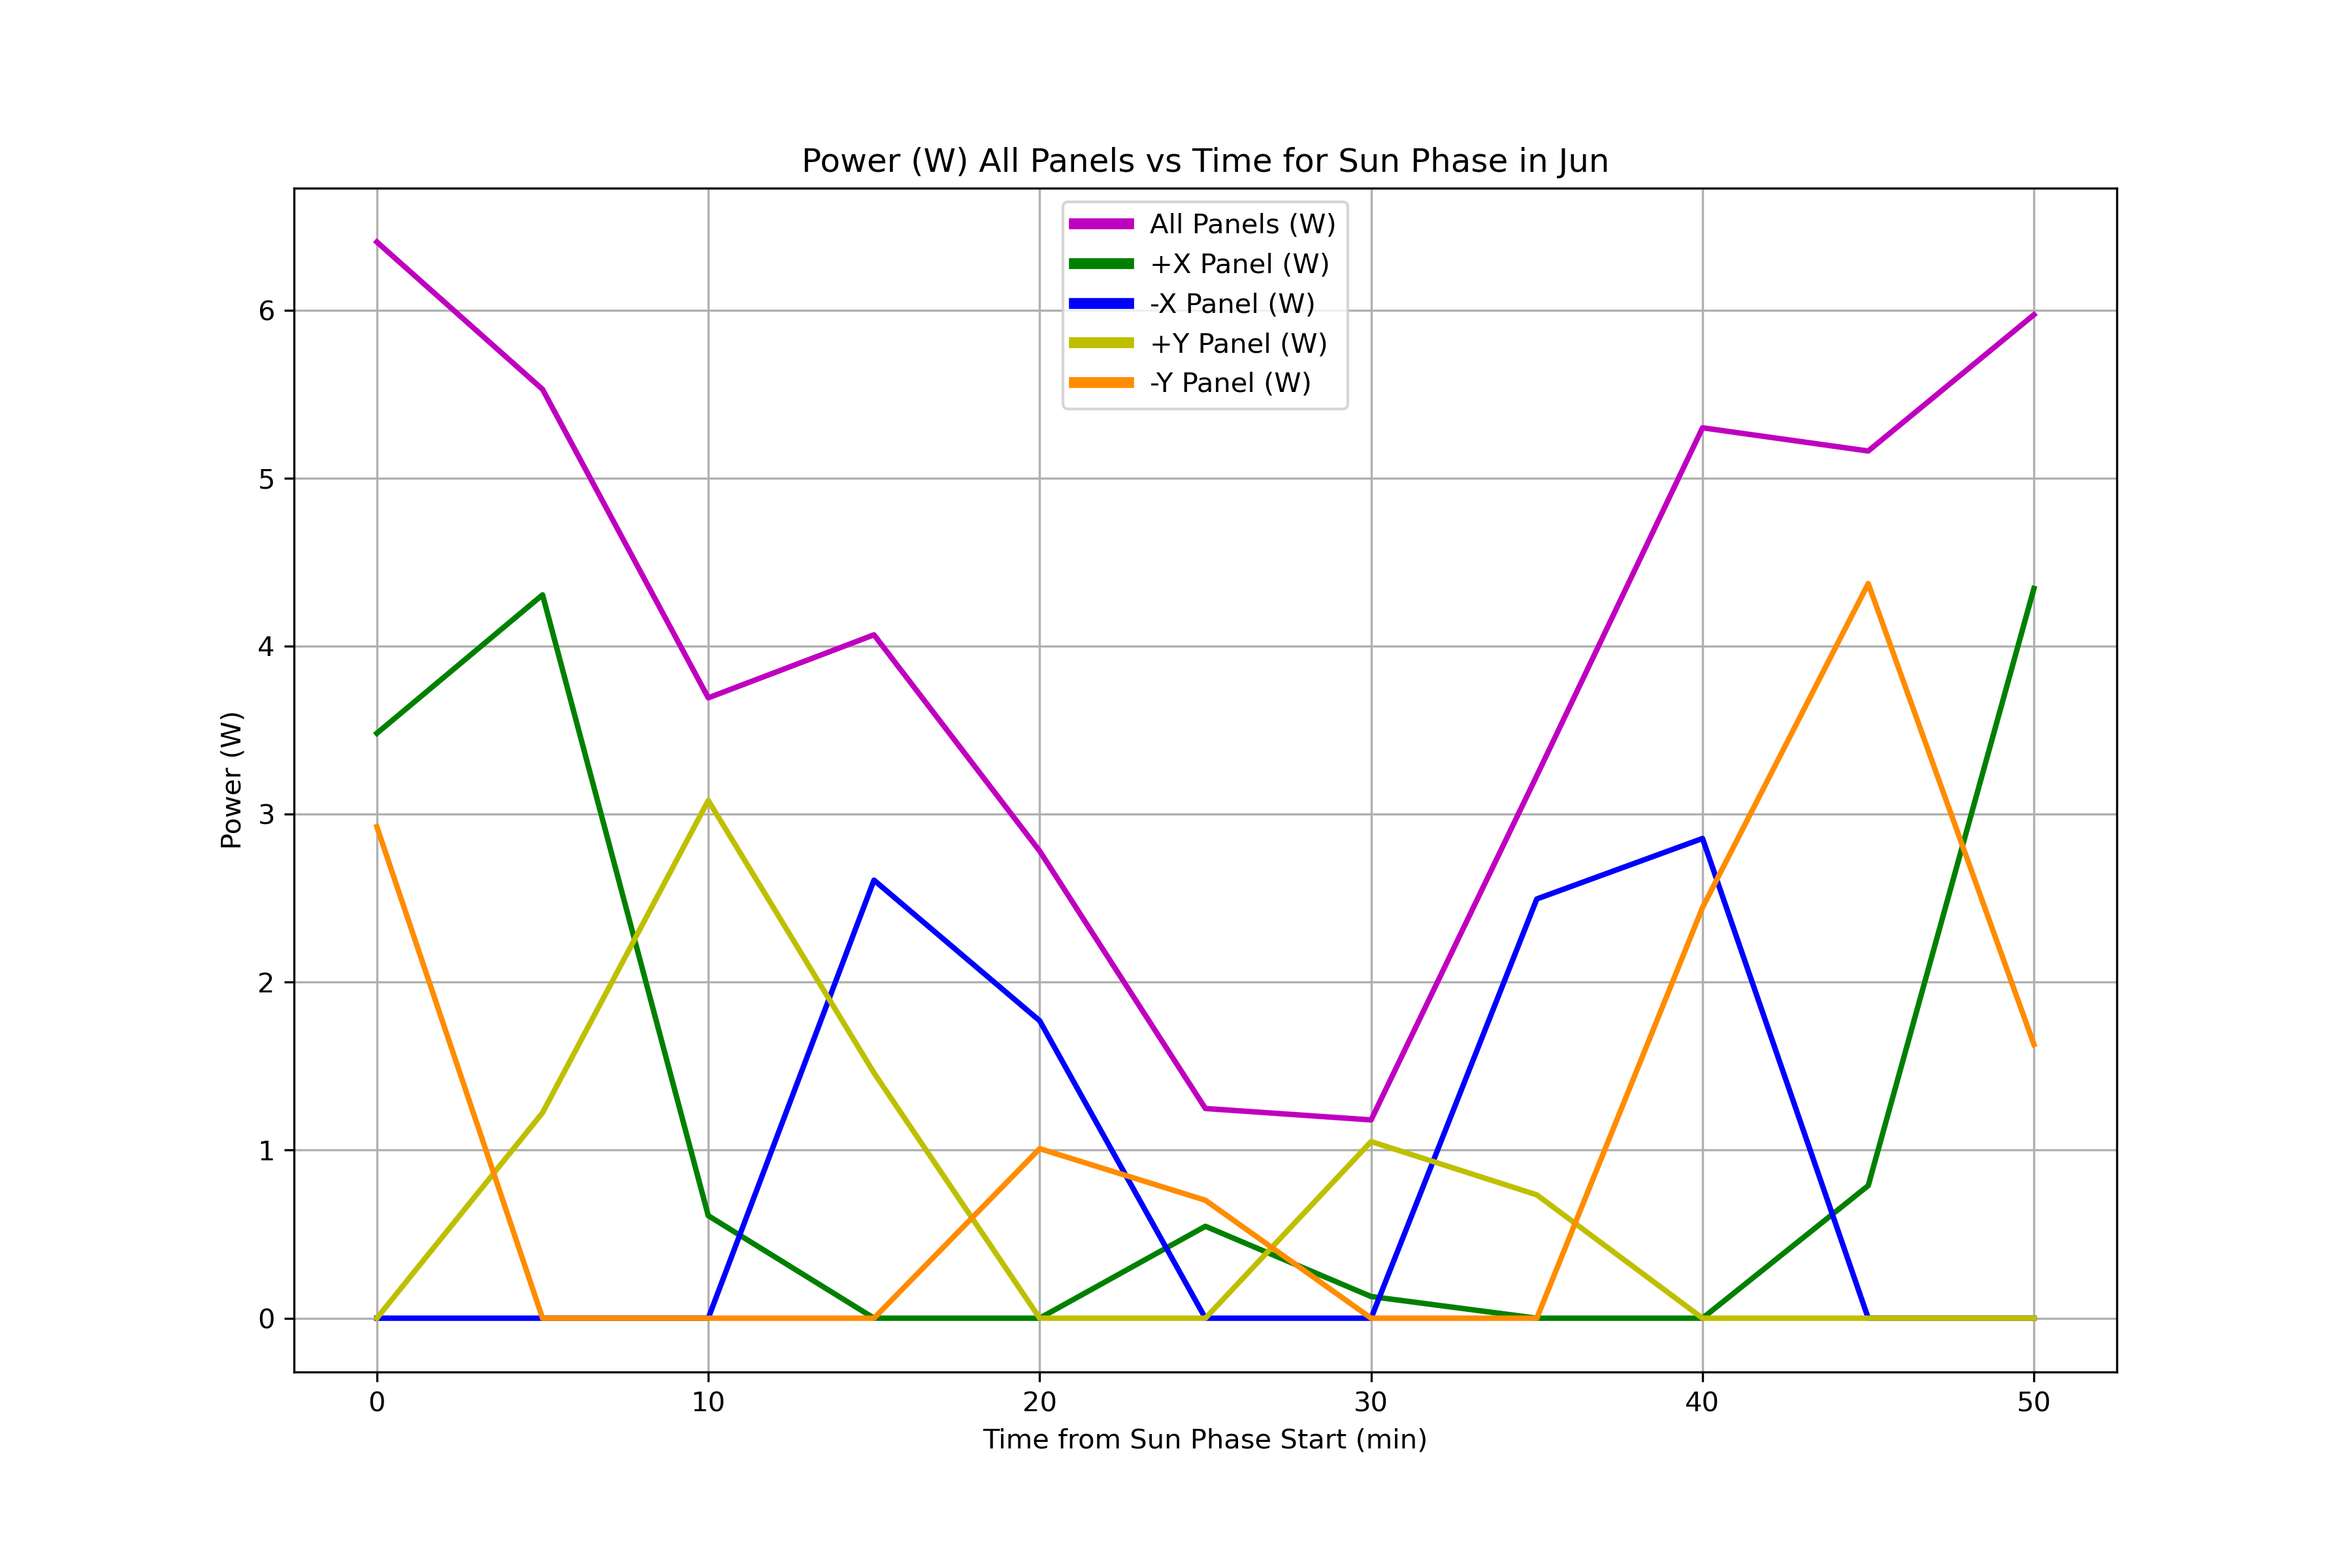 Power (W) All Panels vs Time for Sun Phase in Jun
All Panels (W)
+X Panel (W)
-X Panel (W)
+Y Panel (W)
-Y Panel (W)
Power (W)
6
5
4
3
2
1
0
0 10 20 30 40 50
Time from Sun Phase Start (min)